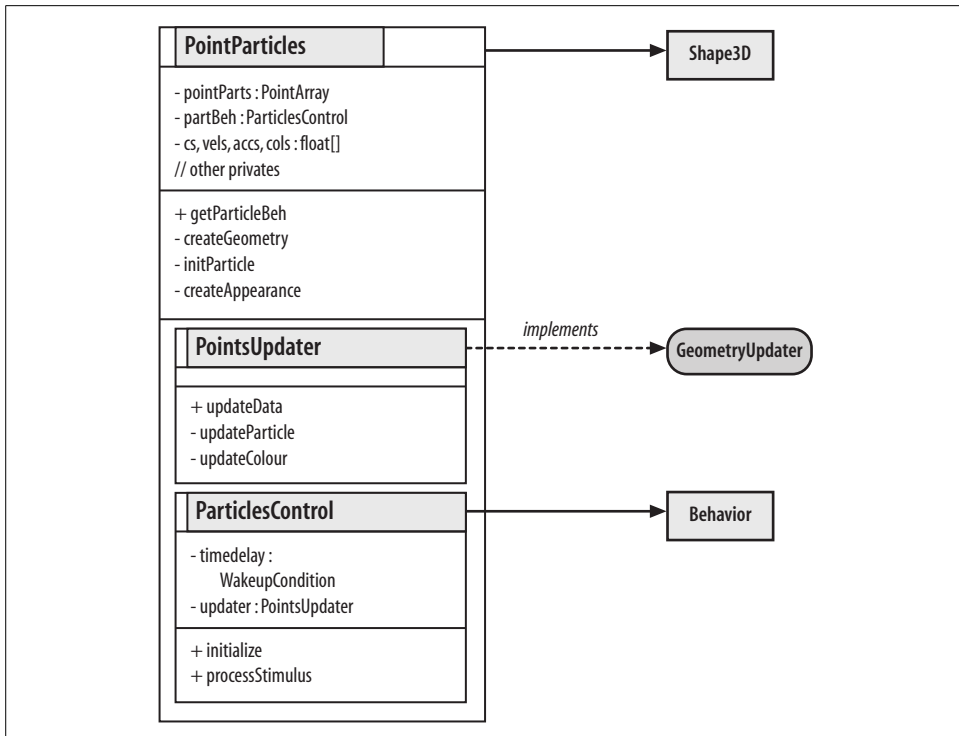 PointParticles
Shape3D
- pointParts : PointArray
- partBeh : ParticlesControl
- cs, vels, accs, cols : float[]
// other privates
+ getParticleBeh
- createGeometry
- initParticle
- createAppearance
PointsUpdater
implements
GeometryUpdater
+ updateData
- updateParticle
- updateColour
ParticlesControl
Behavior
- timedelay :
WakeupCondition
- updater : PointsUpdater
+ initialize
+ processStimulus